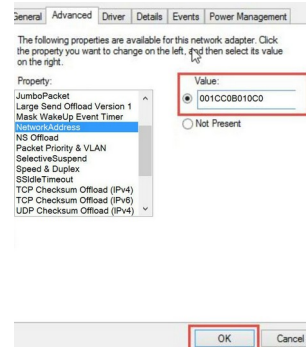 General Advanced Driver Details Events Power Management
The following properties are available for this network adapter. Click
the property you want to change on the left, and then select its value
on the right.
Property:
Value:
JumboPacket
Large Send Offload Version 1
Mask WakeUp Event Timer
NetworkAddress
NS Offload
Packet Priority & VLAN
SelectiveSuspend
Speed & Duplex
SSIdleTimeout
TCP Checksum Offload (IPv4)
TCP Checksum Offload (IPv6)
UDP Checksum Offload (IPv4)
001CC0B010C0
Not Present
OK Cancel